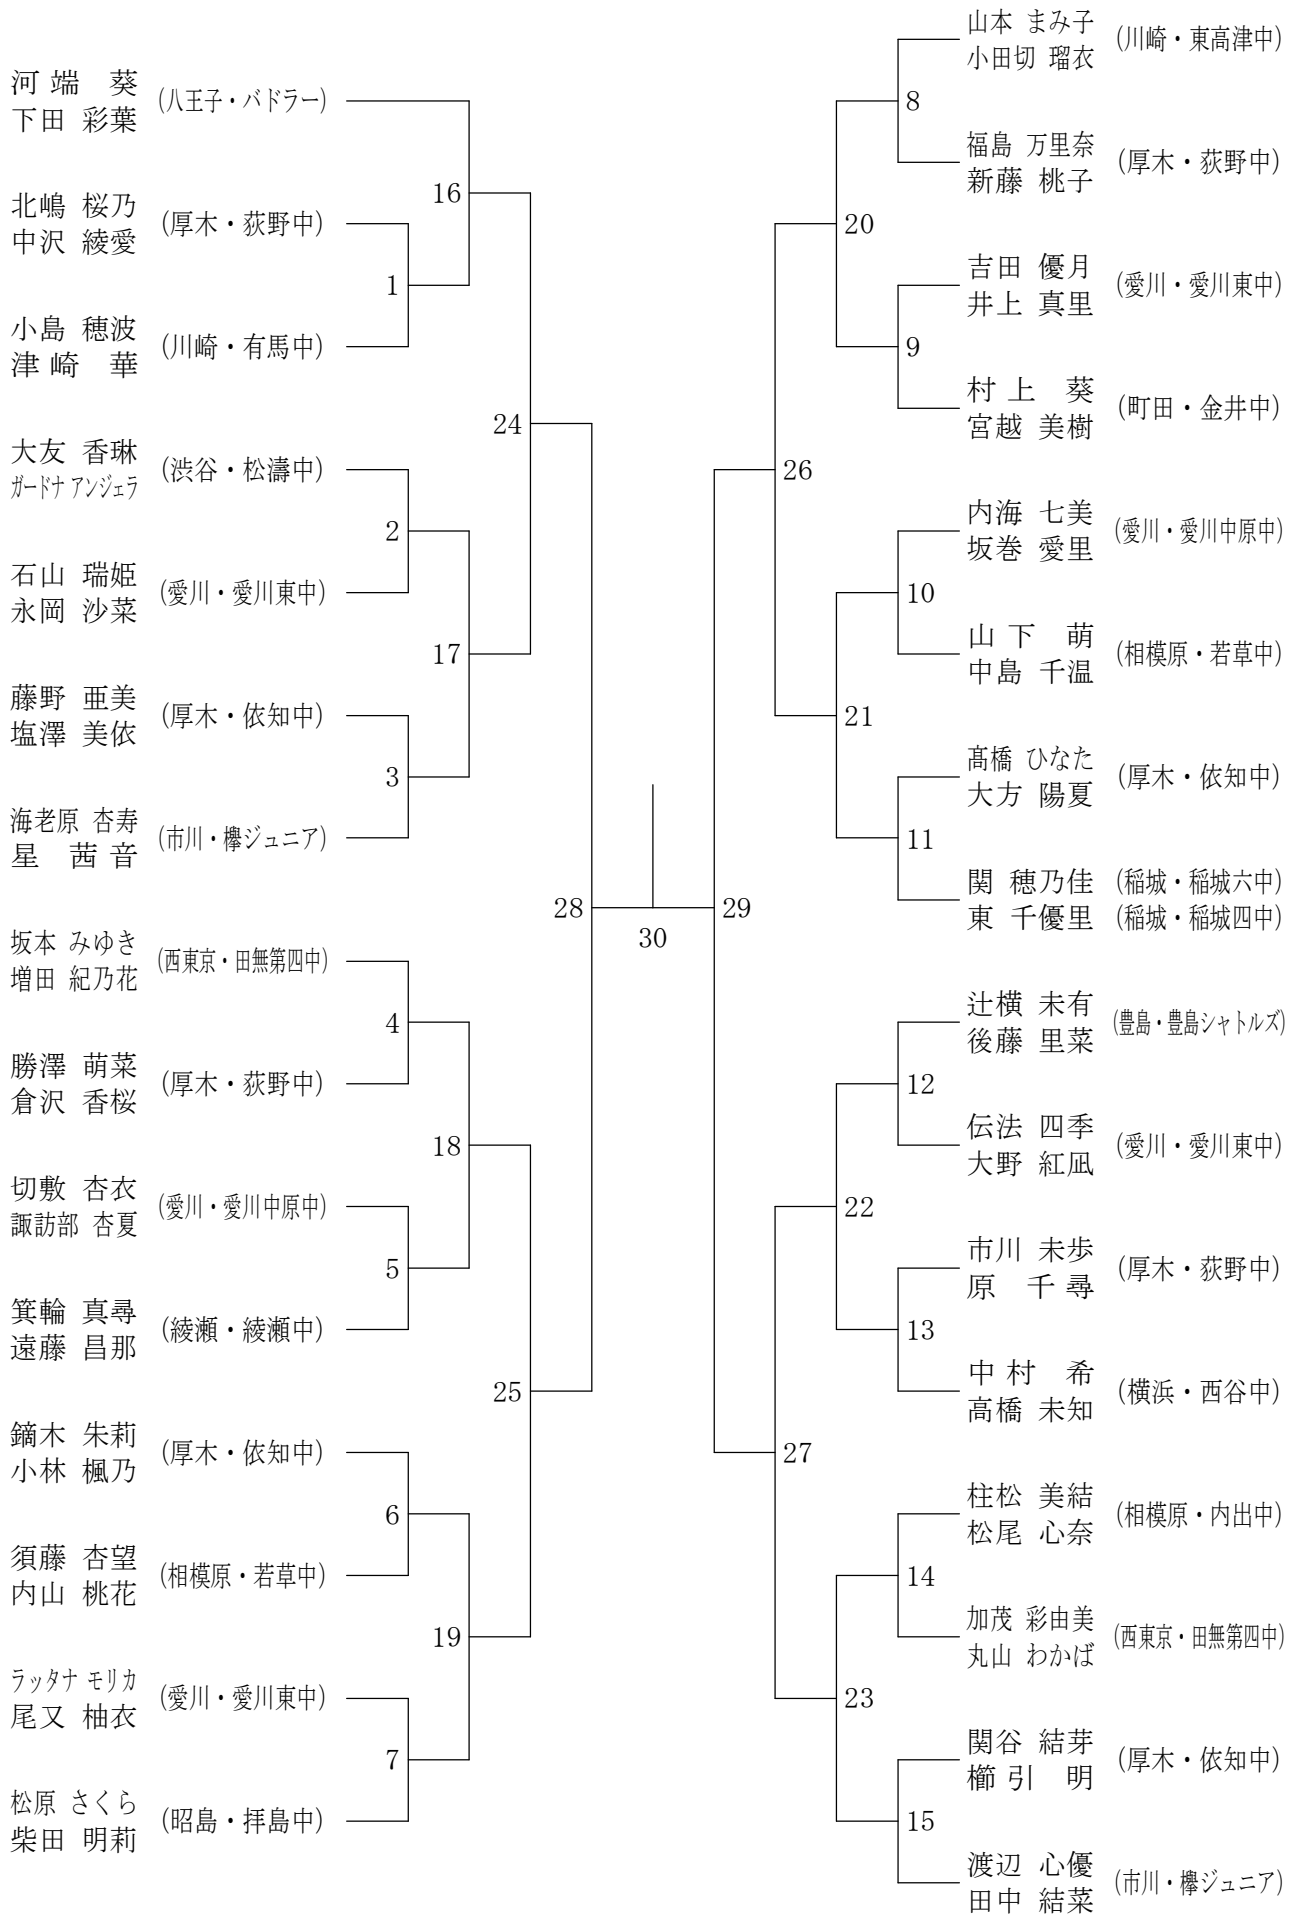 河端 葵
下田 彩葉
(八王子・バドラー)
北嶋 桜乃
中沢 綾愛
(厚木・荻野中)
小島 穂波
津崎 華
(川崎・有馬中)
大友 香琳
ガードナ アンジェラ
(渋谷・松濤中)
石山 瑞姫
永岡 沙菜
(愛川・愛川東中)
藤野 亜美
塩澤 美依
(厚木・依知中)
海老原 杏寿
星 茜音
(市川・欅ジュニア)
坂本 みゆき
増田 紀乃花
(西東京・田無第四中)
勝澤 萌菜
倉沢 香桜
(厚木・荻野中)
切敷 杏衣
諏訪部 杏夏
(愛川・愛川中原中)
箕輪 真尋
遠藤 昌那
(綾瀬・綾瀬中)
鏑木 朱莉
小林 楓乃
(厚木・依知中)
須藤 杏望
内山 桃花
(相模原・若草中)
ラッタナ モリカ
尾又 柚衣
(愛川・愛川東中)
松原 さくら
柴田 明莉
(昭島・拝島中)
1
2
3
4
5
6
7
16
17
18
19
24
25
28
30
29
26
27
20
21
22
23
8
9
10
11
12
13
14
15
山本 まみ子
小田切 瑠衣
(川崎・東高津中)
福島 万里奈
新藤 桃子
(厚木・荻野中)
吉田 優月
井上 真里
(愛川・愛川東中)
村上 葵
宮越 美樹
(町田・金井中)
内海 七美
坂巻 愛里
(愛川・愛川中原中)
山下 萌
中島 千温
(相模原・若草中)
髙橋 ひなた
大方 陽夏
(厚木・依知中)
関 穂乃佳 (稲城・稲城六中)
東 千優里 (稲城・稲城四中)
辻横 未有
後藤 里菜
(豊島・豊島シャトルズ)
伝法 四季
大野 紅凪
(愛川・愛川東中)
市川 未歩
原 千尋
(厚木・荻野中)
中村 希
高橋 未知
(横浜・西谷中)
柱松 美結
松尾 心奈
(相模原・内出中)
加茂 彩由美
丸山 わかば
(西東京・田無第四中)
関谷 結芽
櫛引 明
(厚木・依知中)
渡辺 心優
田中 結菜
(市川・欅ジュニア)